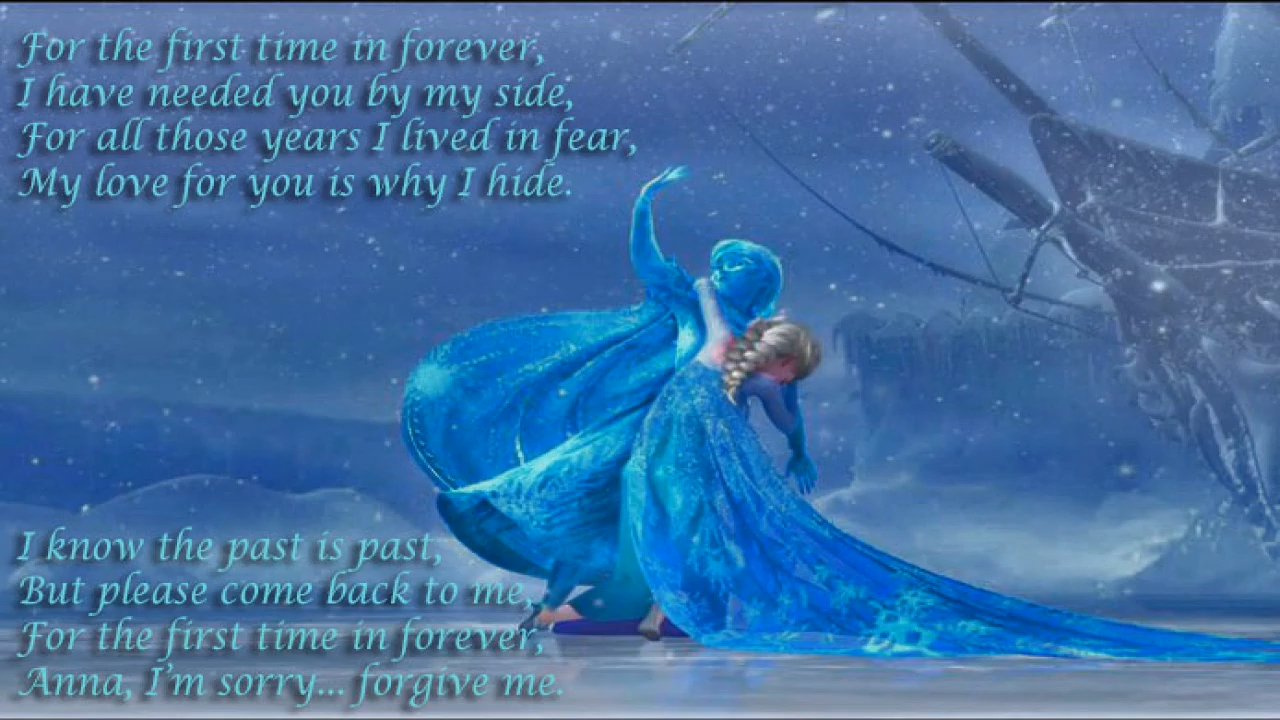 For the first time in forever,
I have needed you by my side,
For all those years I lived in fear,
My love for you is why I hide.
I know the past is past,
But please come back to me,
For the first time in forever,
Anna, I'm sorry... forgive me.